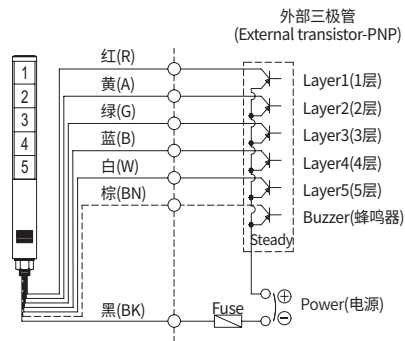 外部三极管
(External transistor-PNP)
红(R)
黄(A)
绿(G)
蓝(B)
白(W)
棕(BN)
黑(BK)
1
2
3
4
5
Layer1(1层)
Layer2(2层)
Layer3(3层)
Layer4(4层)
Layer5(5层)
Buzzer(蜂鸣器)
Steady
Fuse
Power(电源)